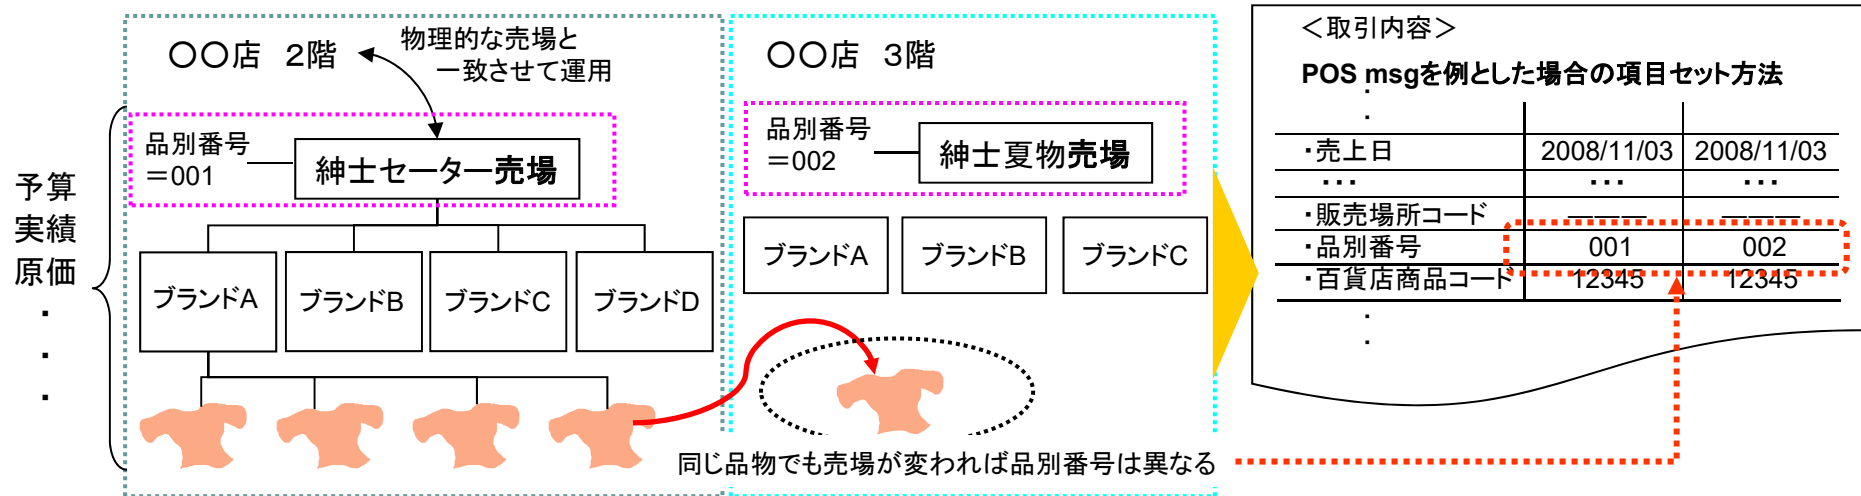 予算
実績
原価
・
・
・
〇〇店 2階
物理的な売場と
一致させて運用
品別番号
＝001
紳士セーター売場
ブランドA
ブランドB
ブランドC
ブランドD
〇〇店 3階
品別番号
＝002
紳士夏物売場
ブランドA
ブランドB
ブランドC
同じ品物でも売場が変われば品別番号は異なる
＜取引内容＞
POS msgを例とした場合の項目セット方法
・
・
・売上日 2008/11/03 2008/11/03
・・・ ・・・ ・・・
・販売場所コード ――― ―――
・品別番号 001 002
・百貨店商品コード 12345 12345
・
・